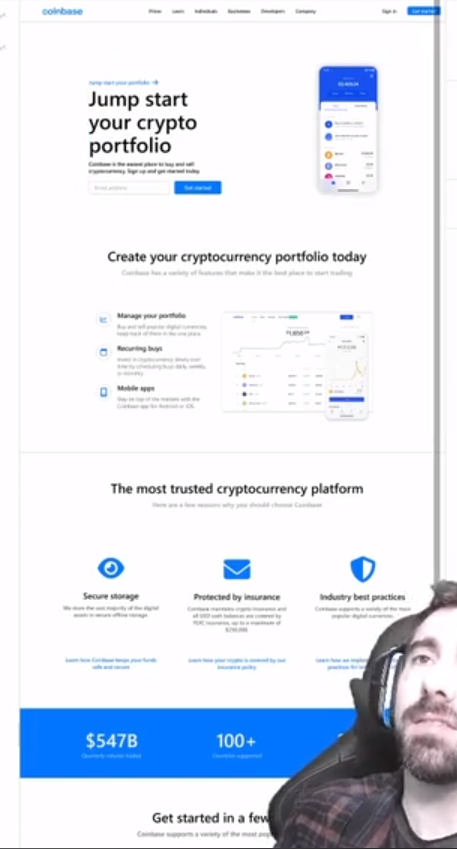 coinbase
Prices Learn Individuals Businesses Developers Company
Sign in Get started
Jump start your portfolio →
Jump start
your crypto
portfolio
Coinbase is the easiest place to buy and sell
cryptocurrency. Sign up and get started today.
Email address Get started
Create your cryptocurrency portfolio today
Coinbase has a variety of features that make it the best place to start trading
Manage your portfolio
Buy and sell popular digital currencies,
keep track of them in the one place.
Recurring buys
Invest in cryptocurrency slowly over
time by scheduling buys daily, weekly,
or monthly.
Mobile apps
Stay on top of the markets with the
Coinbase app for Android or iOS.
The most trusted cryptocurrency platform
Here are a few reasons why you should choose Coinbase
Secure storage
We store the vast majority of the digital
assets in secure offline storage.
Learn how Coinbase keeps your funds
safe and secure
Protected by insurance
Coinbase maintains crypto insurance and
all USD cash balances are covered by
FDIC insurance, up to a maximum of
$250,000.
Learn how your crypto is covered by our
insurance policy
Industry best practices
Coinbase supports a variety of the most
popular digital currencies.
Learn how we
practices for
$547B
Quarterly volume traded
100+
Countries supported
Get started in a few
Coinbase supports a variety of the most